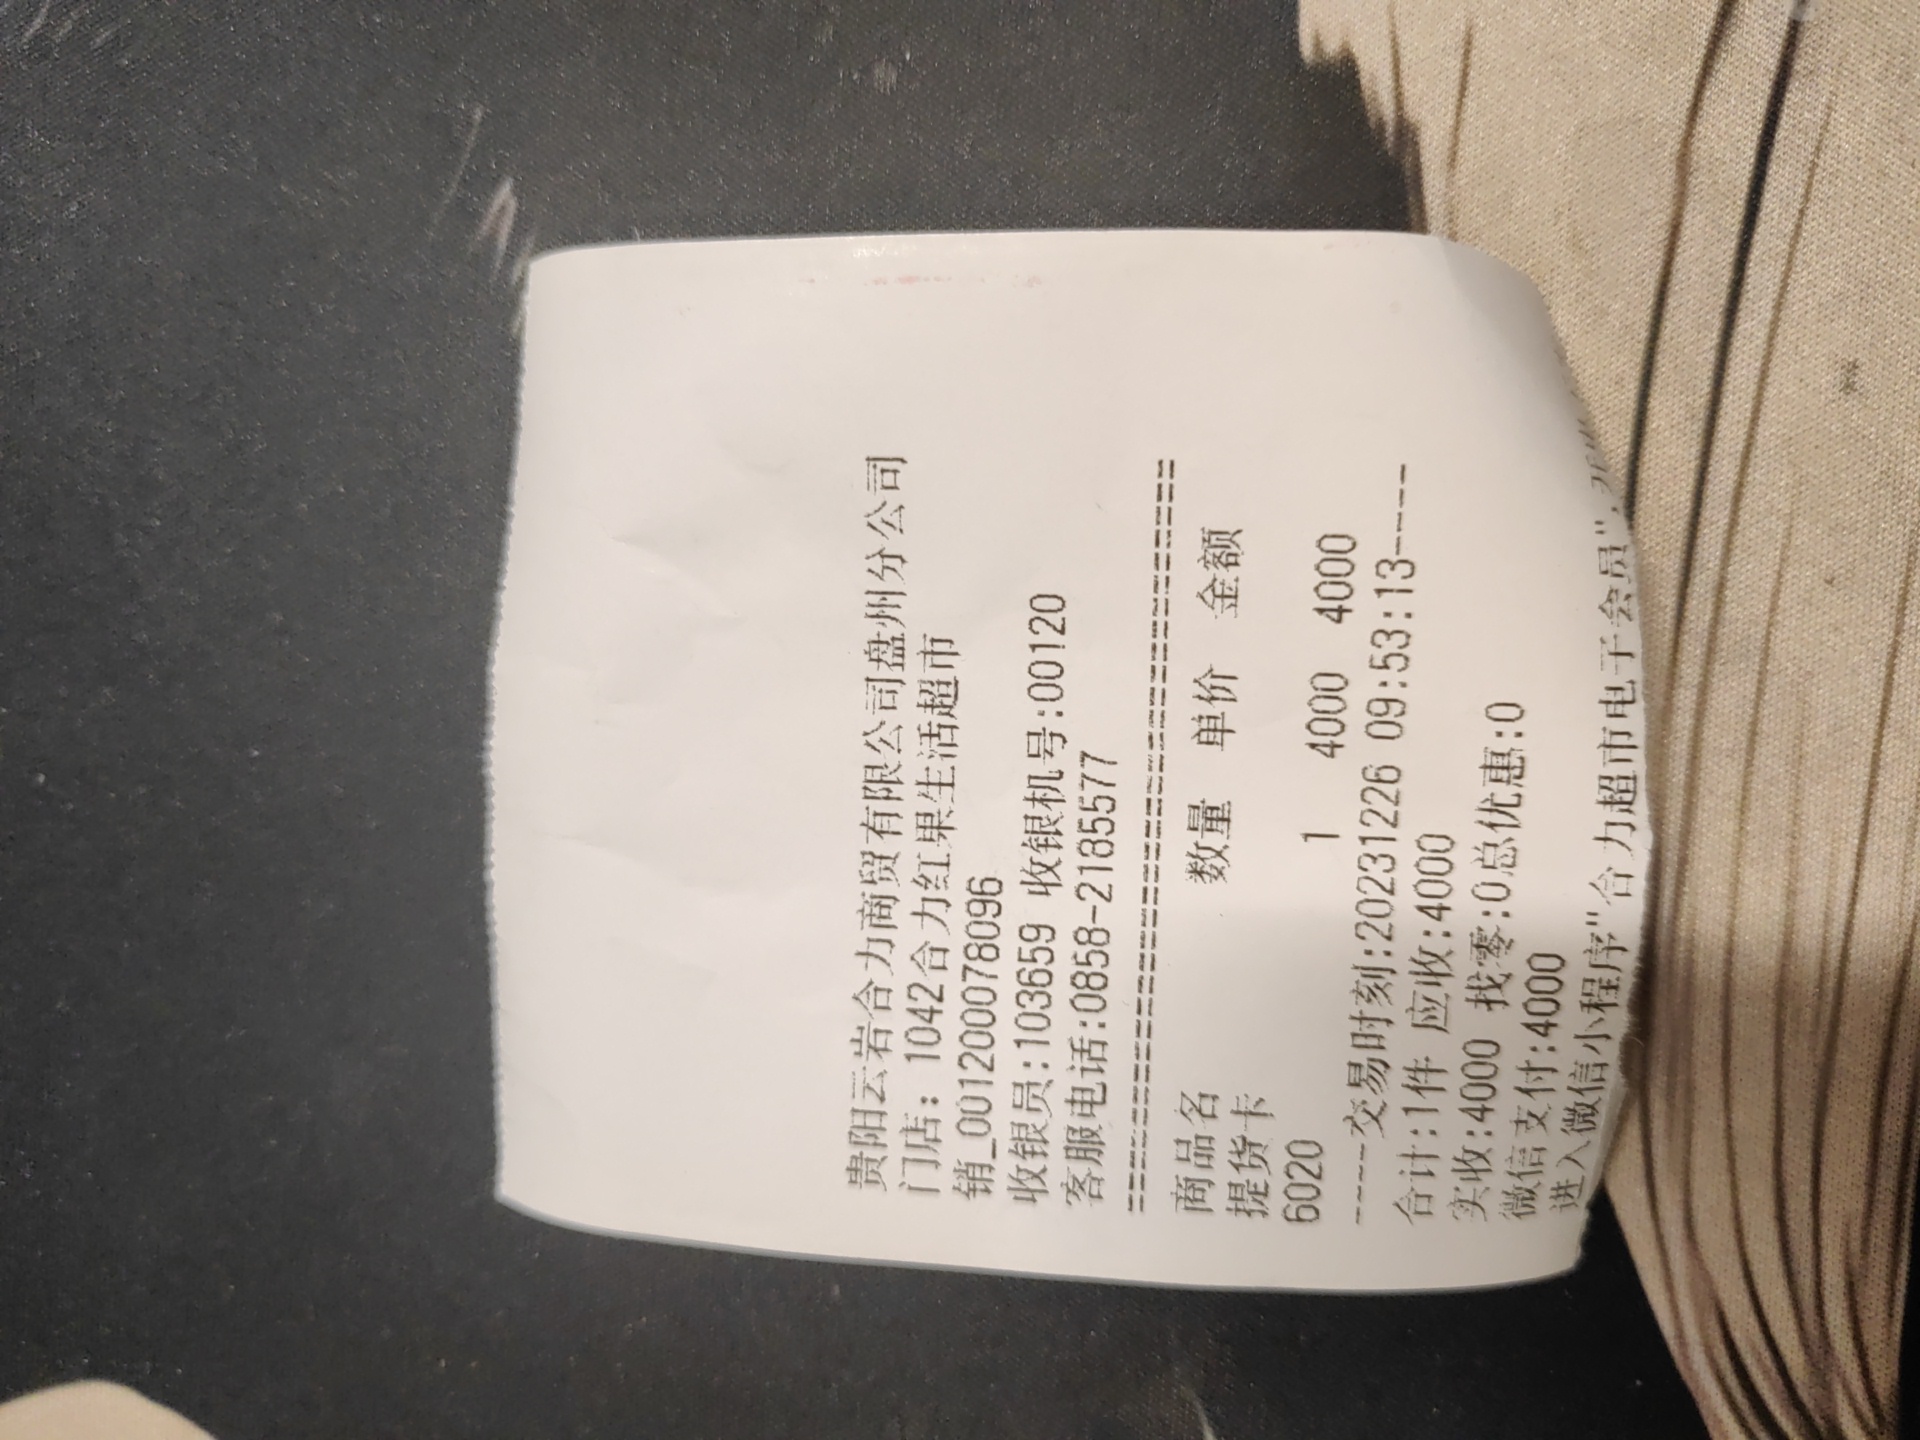 贵阳云岩合力商贸有限公司盘州分公司
门店：1042合力红果生活超市
销_0012000078096
收银员:103659 收银机号:00120
客服电话:0858-2185577
================================
商品名 数量 单价 金额
提货卡
6020 1 4000 4000
----交易时刻:20231226 09:53:13----
合计:1件 应收:4000
实收:4000 找零:0总优惠:0
微信支付:4000
进入微信小程序"合力超市电子会员",